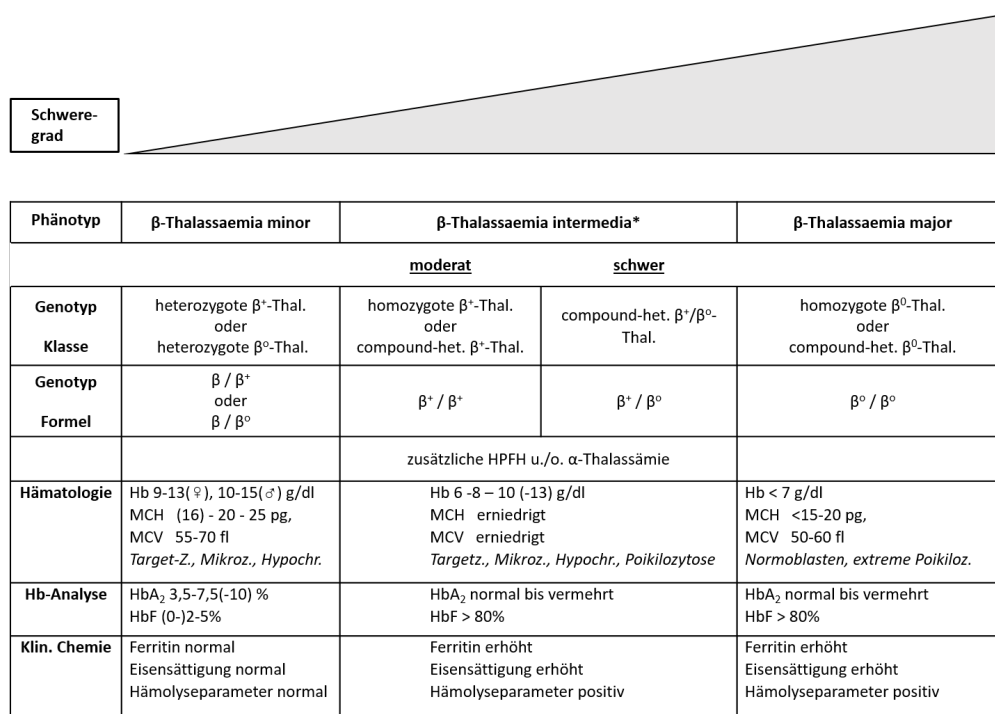 Schwere-
grad
Phänotyp
β-Thalassaemia minor
β-Thalassaemia intermedia*
β-Thalassaemia major
moderat
schwer
Genotyp
Klasse
heterozygote β⁺-Thal.
oder
heterozygote β⁰-Thal.
homozygote β⁺-Thal.
oder
compound-het. β⁺-Thal.
compound-het. β⁺/β⁰-
Thal.
homozygote β⁰-Thal.
oder
compound-het. β⁰-Thal.
Genotyp
Formel
β / β⁺
oder
β / β⁰
β⁺ / β⁺
β⁺ / β⁰
β⁰ / β⁰
zusätzliche HPFH u./o. α-Thalassämie
Hämatologie
Hb 9-13(♀), 10-15(♂) g/dl
MCH (16) - 20 - 25 pg,
MCV 55-70 fl
Target-Z., Mikroz., Hypochr.
Hb 6 -8 – 10 (-13) g/dl
MCH erniedrigt
MCV erniedrigt
Targetz., Mikroz., Hypochr., Poikilozytose
Hb < 7 g/dl
MCH <15-20 pg,
MCV 50-60 fl
Normoblasten, extreme Poikiloz.
Hb-Analyse
HbA₂ 3,5-7,5(-10) %
HbF (0-)2-5%
HbA₂ normal bis vermehrt
HbF > 80%
HbA₂ normal bis vermehrt
HbF > 80%
Klin. Chemie
Ferritin normal
Eisensättigung normal
Hämolyseparameter normal
Ferritin erhöht
Eisensättigung erhöht
Hämolyseparameter positiv
Ferritin erhöht
Eisensättigung erhöht
Hämolyseparameter positiv